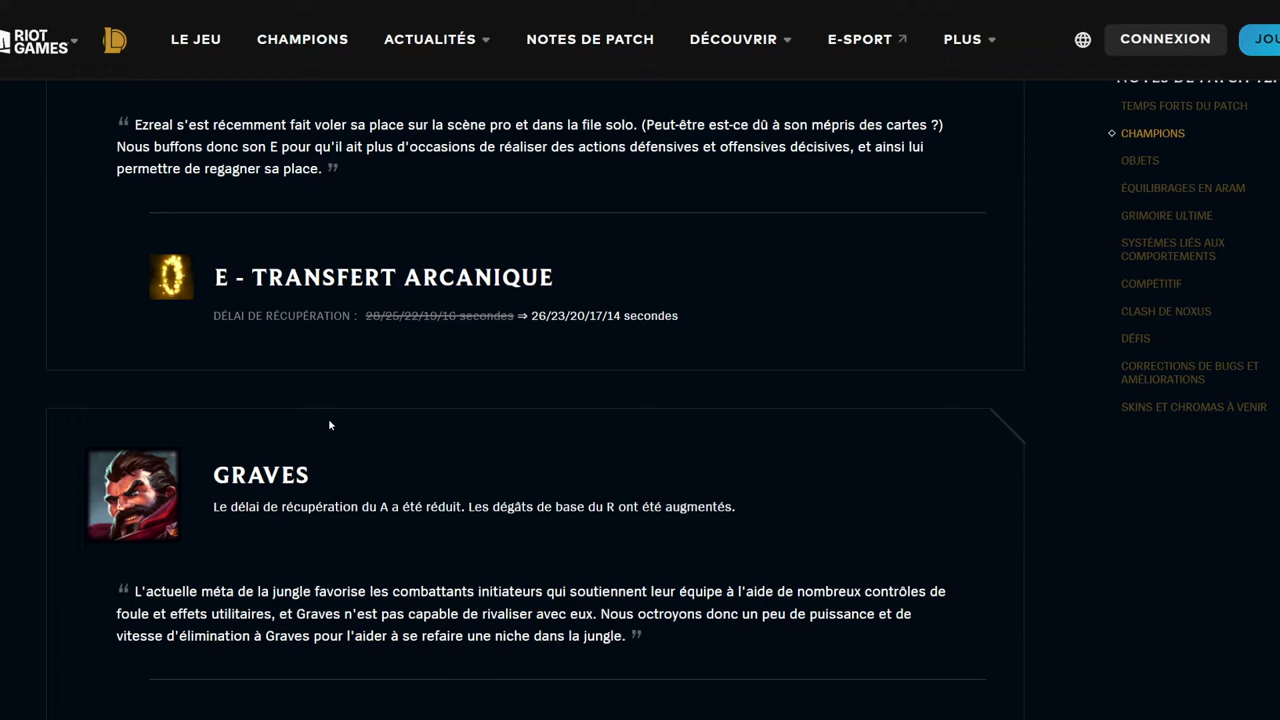 RIOT
GAMES
LE JEU
CHAMPIONS
ACTUALITÉS
NOTES DE PATCH
DÉCOUVRIR
E-SPORT
PLUS
CONNEXION
JOU
“ Ezreal s'est récemment fait voler sa place sur la scène pro et dans la file solo. (Peut-être est-ce dû à son mépris des cartes ?)
Nous buffons donc son E pour qu'il ait plus d'occasions de réaliser des actions défensives et offensives décisives, et ainsi lui
permettre de regagner sa place. ”
E - TRANSFERT ARCANIQUE
DÉLAI DE RÉCUPÉRATION : 28/25/22/19/16 secondes ⇒ 26/23/20/17/14 secondes
GRAVES
Le délai de récupération du A a été réduit. Les dégâts de base du R ont été augmentés.
“ L'actuelle méta de la jungle favorise les combattants initiateurs qui soutiennent leur équipe à l'aide de nombreux contrôles de
foule et effets utilitaires, et Graves n'est pas capable de rivaliser avec eux. Nous octroyons donc un peu de puissance et de
vitesse d'élimination à Graves pour l'aider à se refaire une niche dans la jungle. ”
NOTES DE PATCH
TEMPS FORTS DU PATCH
CHAMPIONS
OBJETS
ÉQUILIBRAGES EN ARAM
GRIMOIRE ULTIME
SYSTÈMES LIÉS AUX
COMPORTEMENTS
COMPÉTITIF
CLASH DE NOXUS
DÉFIS
CORRECTIONS DE BUGS ET
AMÉLIORATIONS
SKINS ET CHROMAS À VENIR